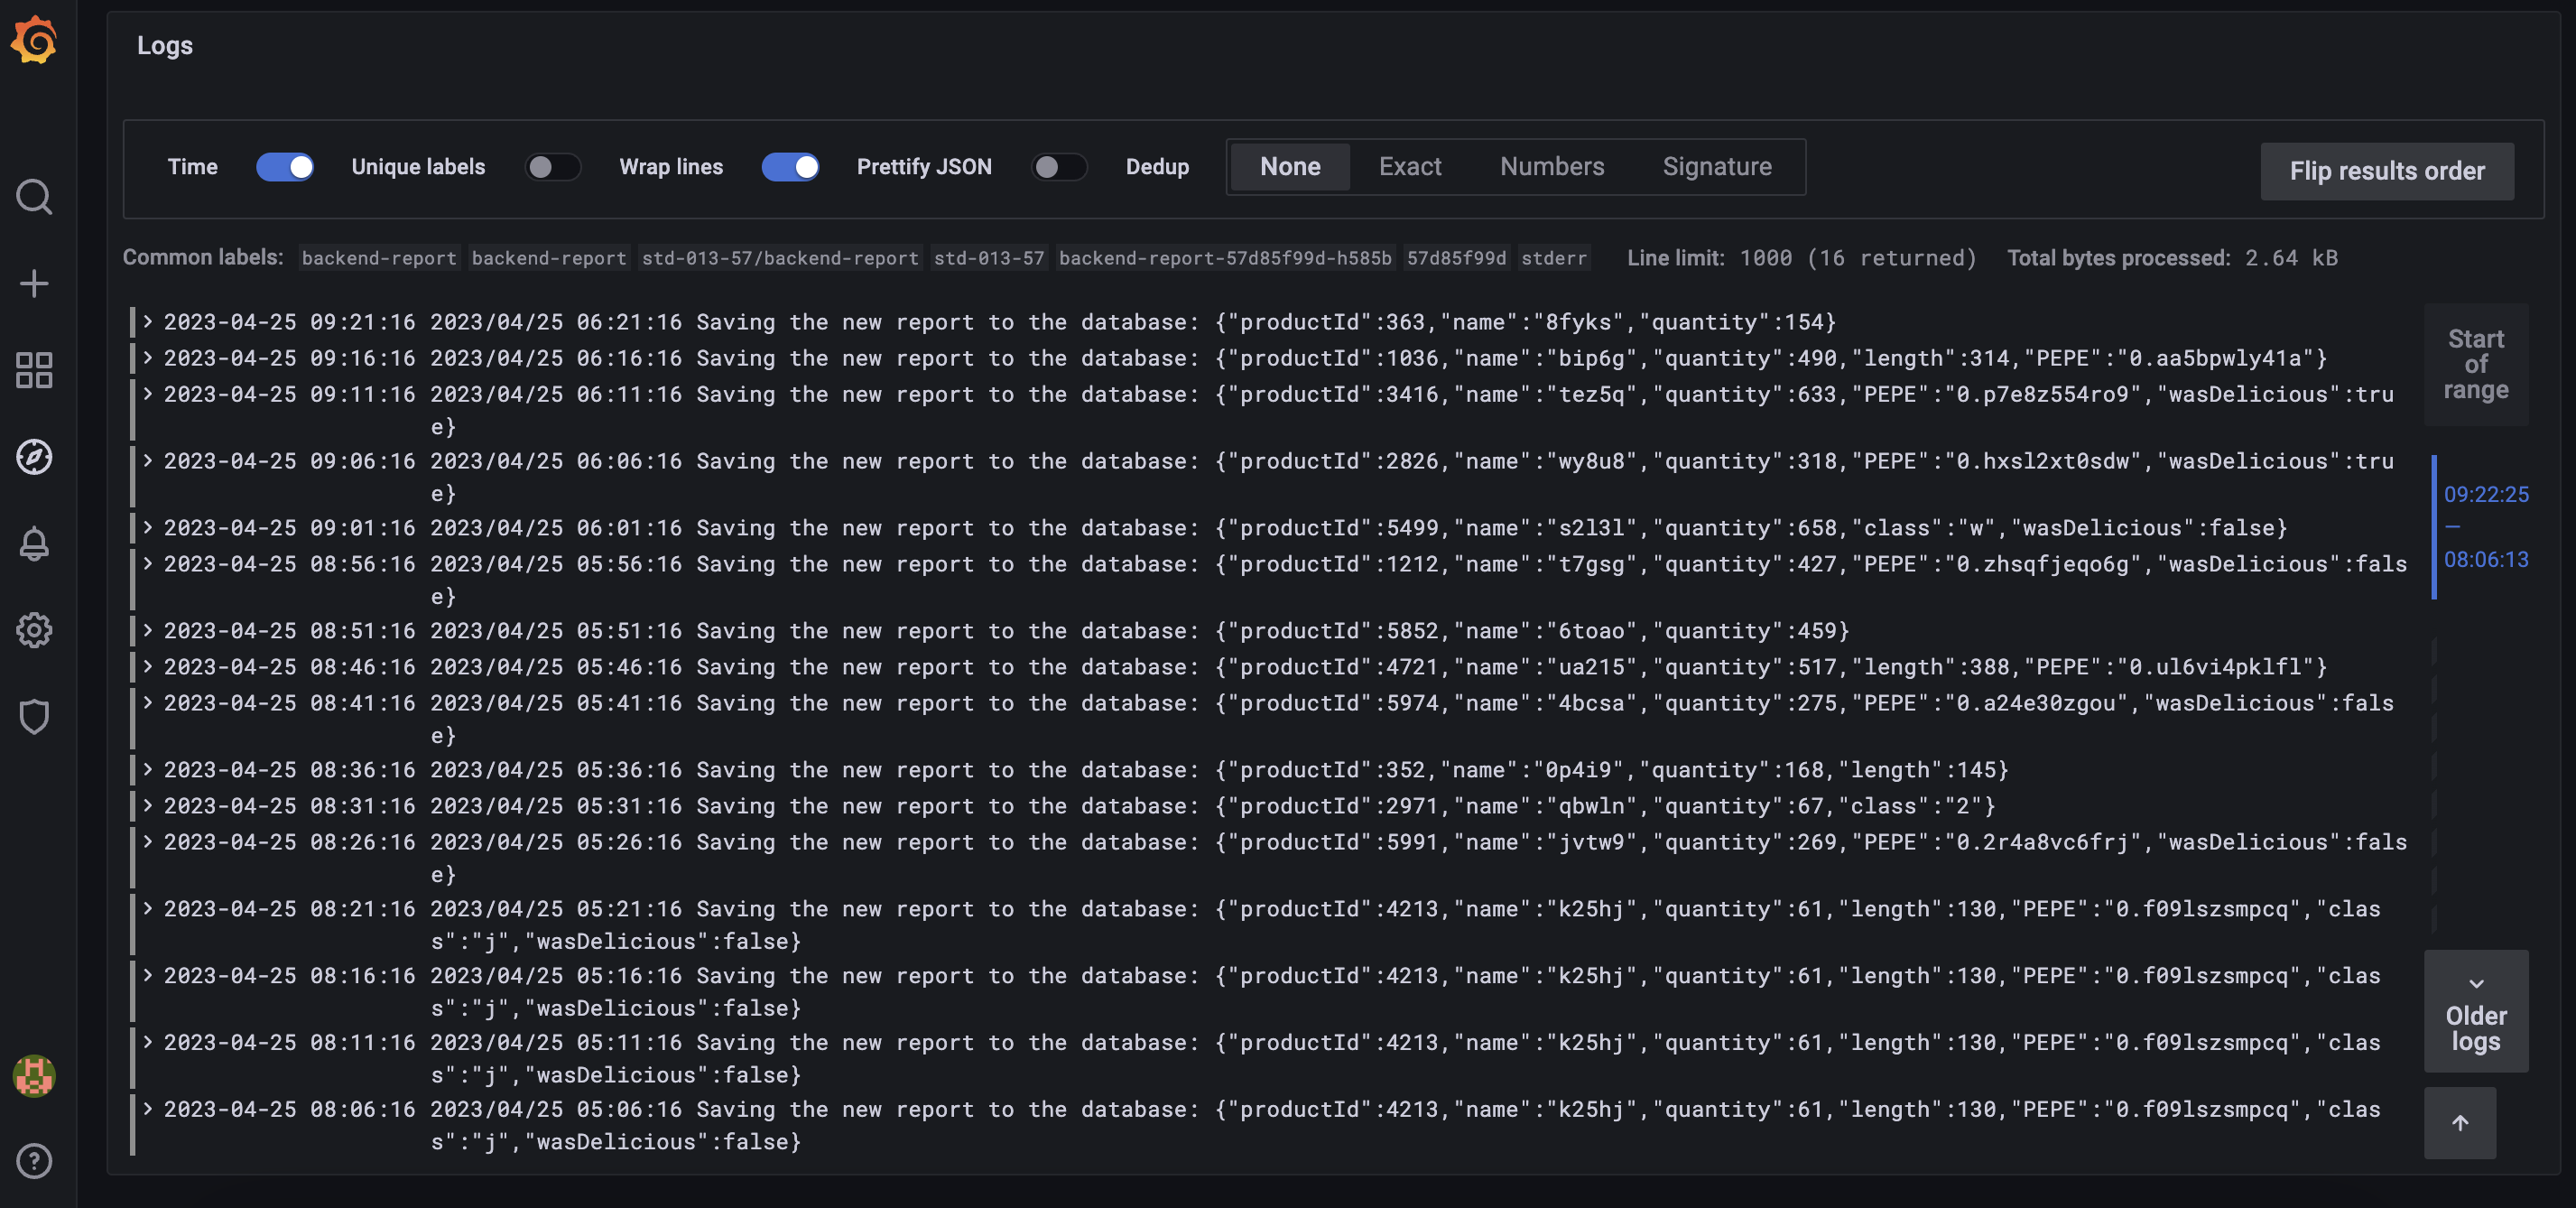 Logs
Time Unique labels Wrap lines Prettify JSON Dedup None Exact Numbers Signature Flip results order
Common labels: backend-report backend-report std-013-57/backend-report std-013-57 backend-report-57d85f99d-h585b 57d85f99d stderr Line limit: 1000 (16 returned) Total bytes processed: 2.64 kB
2023-04-25 09:21:16 2023/04/25 06:21:16 Saving the new report to the database: {"productId":363,"name":"8fyks","quantity":154}
2023-04-25 09:16:16 2023/04/25 06:16:16 Saving the new report to the database: {"productId":1036,"name":"bip6g","quantity":490,"length":314,"PEPE":"0.aa5bpwly41a"}
2023-04-25 09:11:16 2023/04/25 06:11:16 Saving the new report to the database: {"productId":3416,"name":"tez5q","quantity":633,"PEPE":"0.p7e8z554ro9","wasDelicious":tru
e}
2023-04-25 09:06:16 2023/04/25 06:06:16 Saving the new report to the database: {"productId":2826,"name":"wy8u8","quantity":318,"PEPE":"0.hxsl2xt0sdw","wasDelicious":tru
e}
2023-04-25 09:01:16 2023/04/25 06:01:16 Saving the new report to the database: {"productId":5499,"name":"s2l3l","quantity":658,"class":"w","wasDelicious":false}
2023-04-25 08:56:16 2023/04/25 05:56:16 Saving the new report to the database: {"productId":1212,"name":"t7gsg","quantity":427,"PEPE":"0.zhsqfjeqo6g","wasDelicious":fals
e}
2023-04-25 08:51:16 2023/04/25 05:51:16 Saving the new report to the database: {"productId":5852,"name":"6toao","quantity":459}
2023-04-25 08:46:16 2023/04/25 05:46:16 Saving the new report to the database: {"productId":4721,"name":"ua215","quantity":517,"length":388,"PEPE":"0.ul6vi4pklfl"}
2023-04-25 08:41:16 2023/04/25 05:41:16 Saving the new report to the database: {"productId":5974,"name":"4bcsa","quantity":275,"PEPE":"0.a24e30zgou","wasDelicious":fals
e}
2023-04-25 08:36:16 2023/04/25 05:36:16 Saving the new report to the database: {"productId":352,"name":"0p4i9","quantity":168,"length":145}
2023-04-25 08:31:16 2023/04/25 05:31:16 Saving the new report to the database: {"productId":2971,"name":"qbwln","quantity":67,"class":"2"}
2023-04-25 08:26:16 2023/04/25 05:26:16 Saving the new report to the database: {"productId":5991,"name":"jvtw9","quantity":269,"PEPE":"0.2r4a8vc6frj","wasDelicious":fals
e}
2023-04-25 08:21:16 2023/04/25 05:21:16 Saving the new report to the database: {"productId":4213,"name":"k25hj","quantity":61,"length":130,"PEPE":"0.f09lszsmpcq","clas
s":"j","wasDelicious":false}
2023-04-25 08:16:16 2023/04/25 05:16:16 Saving the new report to the database: {"productId":4213,"name":"k25hj","quantity":61,"length":130,"PEPE":"0.f09lszsmpcq","clas
s":"j","wasDelicious":false}
2023-04-25 08:11:16 2023/04/25 05:11:16 Saving the new report to the database: {"productId":4213,"name":"k25hj","quantity":61,"length":130,"PEPE":"0.f09lszsmpcq","clas
s":"j","wasDelicious":false}
2023-04-25 08:06:16 2023/04/25 05:06:16 Saving the new report to the database: {"productId":4213,"name":"k25hj","quantity":61,"length":130,"PEPE":"0.f09lszsmpcq","clas
s":"j","wasDelicious":false}
Start
of
range
09:22:25
—
08:06:13
Older
logs